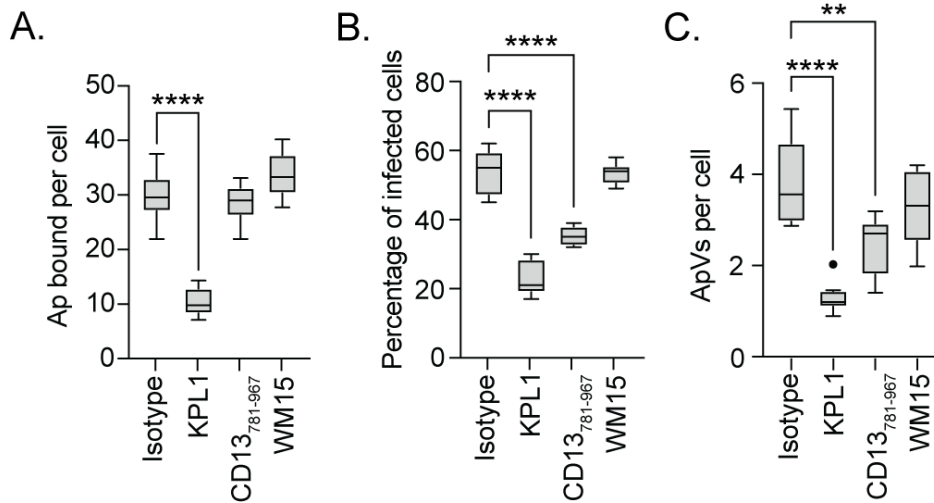 A.
Ap bound per cell
50
40
30
20
10
0
****
Isotype
KPL1
CD13781-967
WM15
B.
Percentage of infected cells
80
60
40
20
0
****
****
Isotype
KPL1
CD13781-967
WM15
C.
ApVs per cell
6
4
2
0
**
****
Isotype
KPL1
CD13781-967
WM15